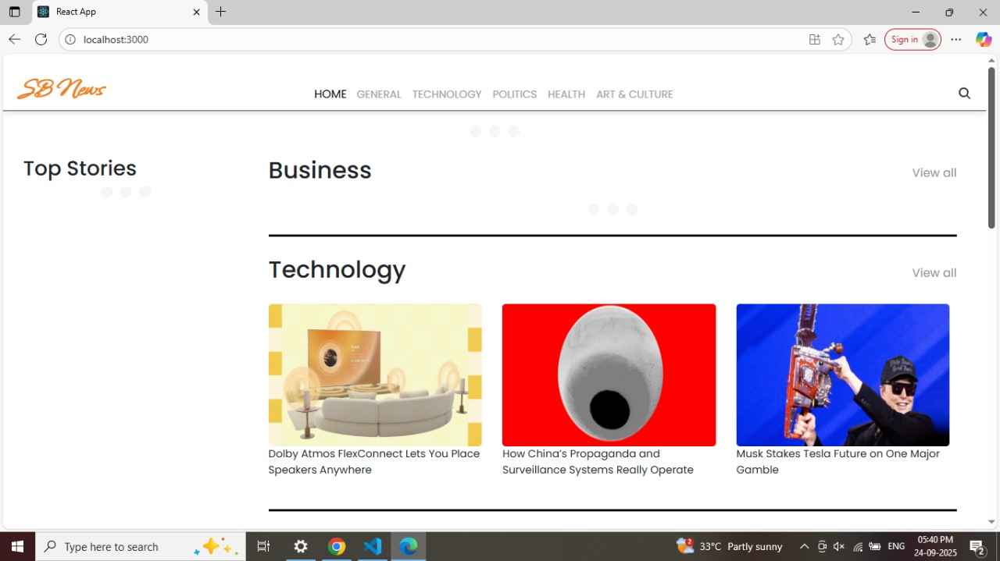 React App
localhost:3000
Sign in
SB News
HOME GENERAL TECHNOLOGY POLITICS HEALTH ART & CULTURE
Top Stories
Business
View all
Technology
View all
Dolby Atmos FlexConnect Lets You Place
Speakers Anywhere
How China’s Propaganda and
Surveillance Systems Really Operate
Musk Stakes Tesla Future on One Major
Gamble
Type here to search
2
33°C Partly sunny
ENG
05:40 PM
24-09-2025
2